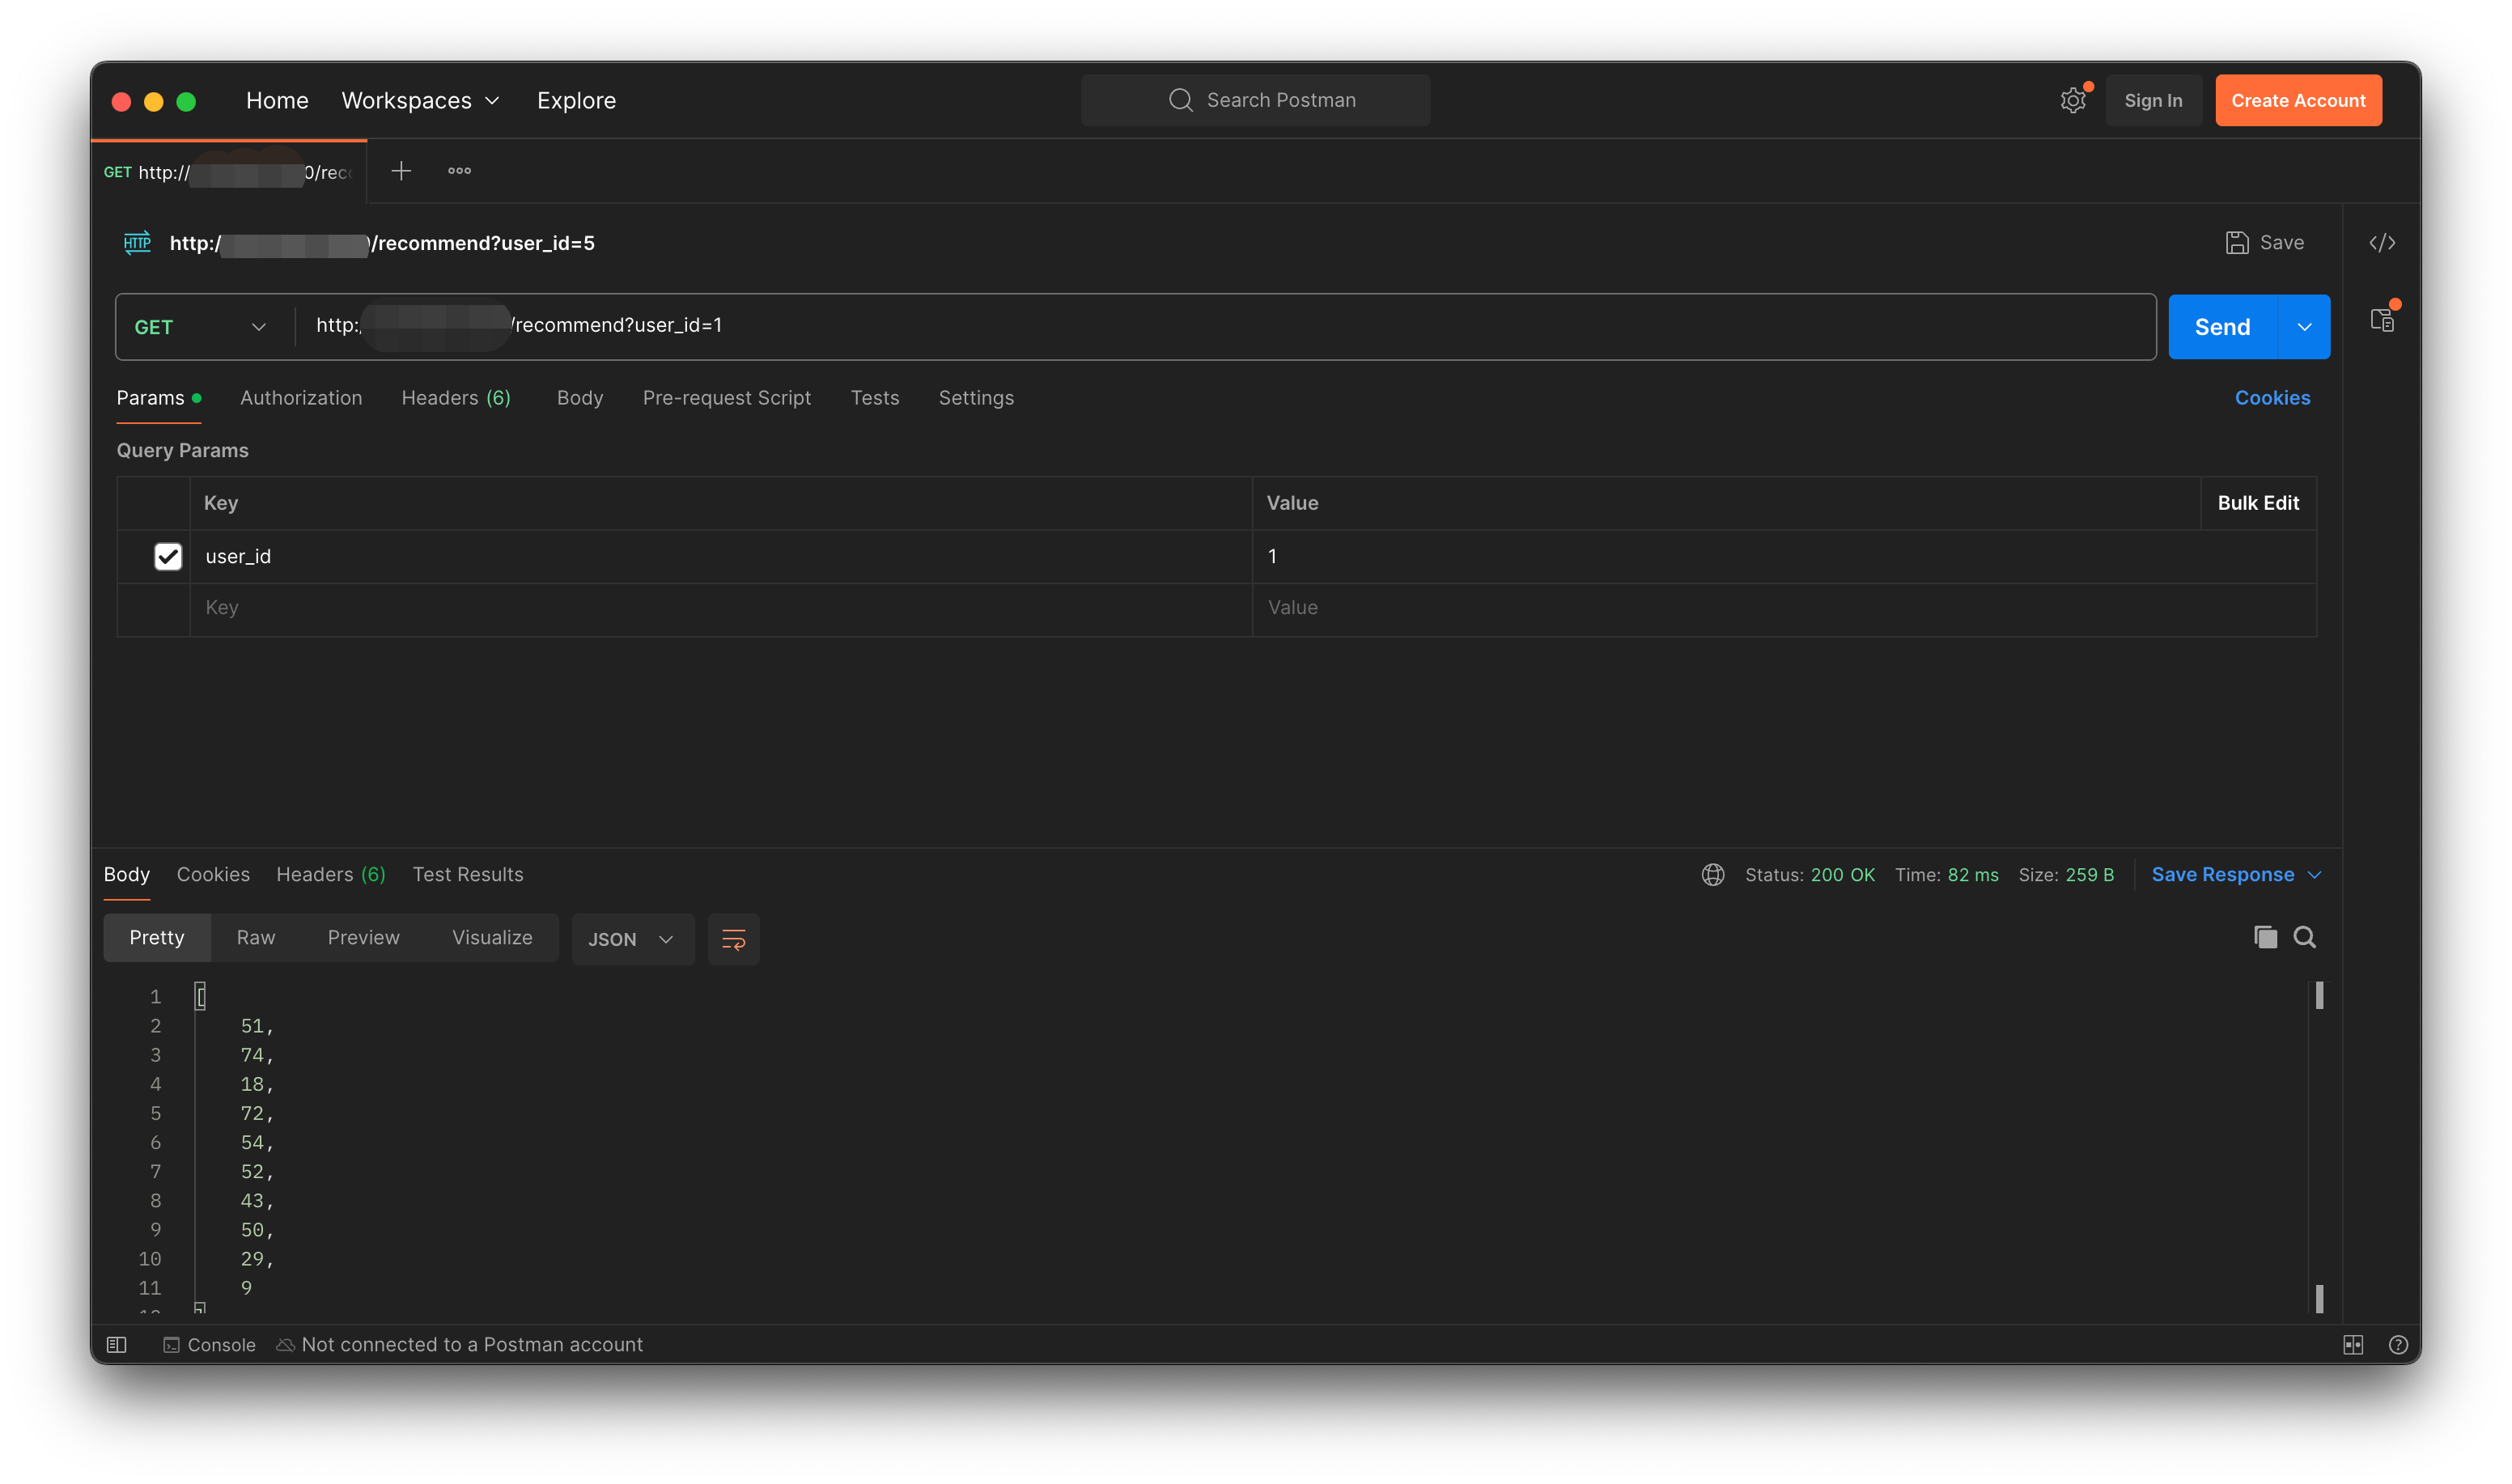 Home Workspaces Explore Search Postman Sign In Create Account
GET http:// 0/rec
http:/ /recommend?user_id=5 Save
GET http: /recommend?user_id=1 Send
Params Authorization Headers (6) Body Pre-request Script Tests Settings Cookies
Query Params
Key Value Bulk Edit
user_id 1
Key Value
Body Cookies Headers (6) Test Results Status: 200 OK Time: 82 ms Size: 259 B Save Response
Pretty Raw Preview Visualize JSON
1 [
2 51,
3 74,
4 18,
5 72,
6 54,
7 52,
8 43,
9 50,
10 29,
11 9
Console Not connected to a Postman account